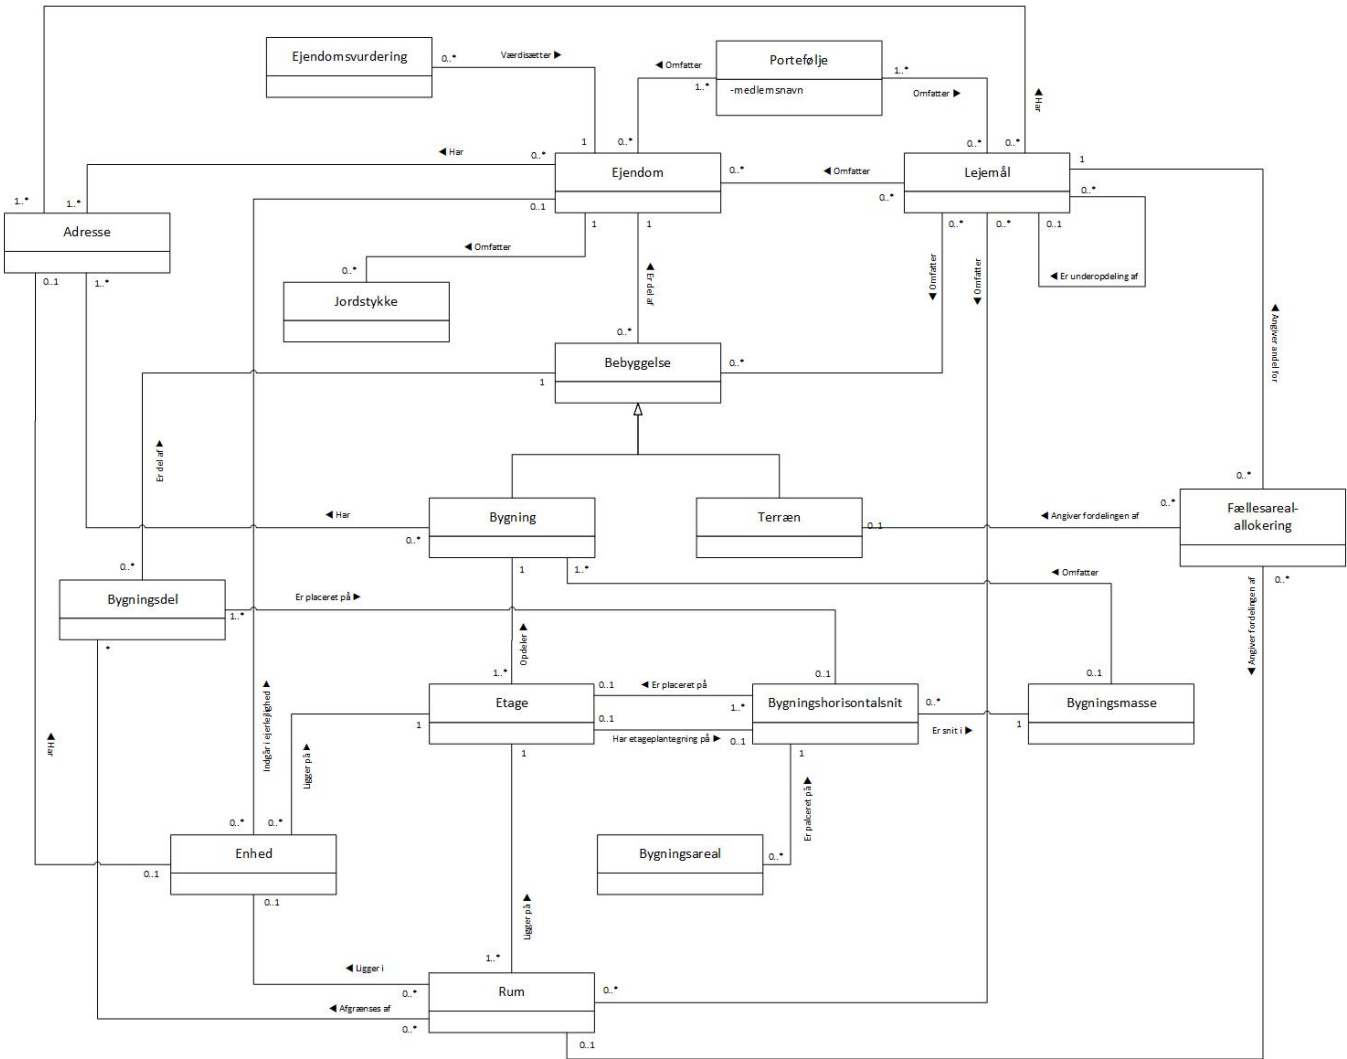 Ejendomsvurdering
0..*
Værdisætter ►
1
Portefølje
-medlemsnavn
◄ Omfatter
1..*
0..*
1..*
Omfatter ►
0..*
◄ Har
0..*
◄ Har
0..*
1..*
1..*
Ejendom
0..*
◄ Omfatter
0..*
Lejemål
1
0..*
0..1
◄ Er underopdeling af
Adresse
0..1
1..*
0..1
1
1
◄ Omfatter
0..*
Jordstykke
◄ Er del af
0..*
0..*
0..*
◄ Omfatter
◄ Omfatter
Bebyggelse
1
0..*
◄ Angiver andel for
0..*
Er del af ►
0..*
Bygning
◄ Har
0..*
1
1..*
Terræn
0..1
◄ Angiver fordelingen af
0..*
Fællesareal-
allokering
0..*
◄ Omfatter
Bygningsdel
1..*
*
Er placeret på ►
Opdeler ►
1..*
0..1
0..1
◄ Angiver fordelingen af
Etage
0..1
◄ Er placeret på
1..*
0..1
Har etageplantegning på ►
0..1
1
1
Bygningshorisontalsnit
0..*
Er snit i ►
1
1
Bygningsmasse
◄ Har
Indgår i ejerlejlighed ►
Ligger på ►
0..*
0..*
Er palceret på ►
Enhed
0..1
0..1
Bygningsareal
0..*
Ligger på ►
1..*
◄ Ligger i
0..*
Rum
0..*
◄ Afgrænses af
0..*
0..1